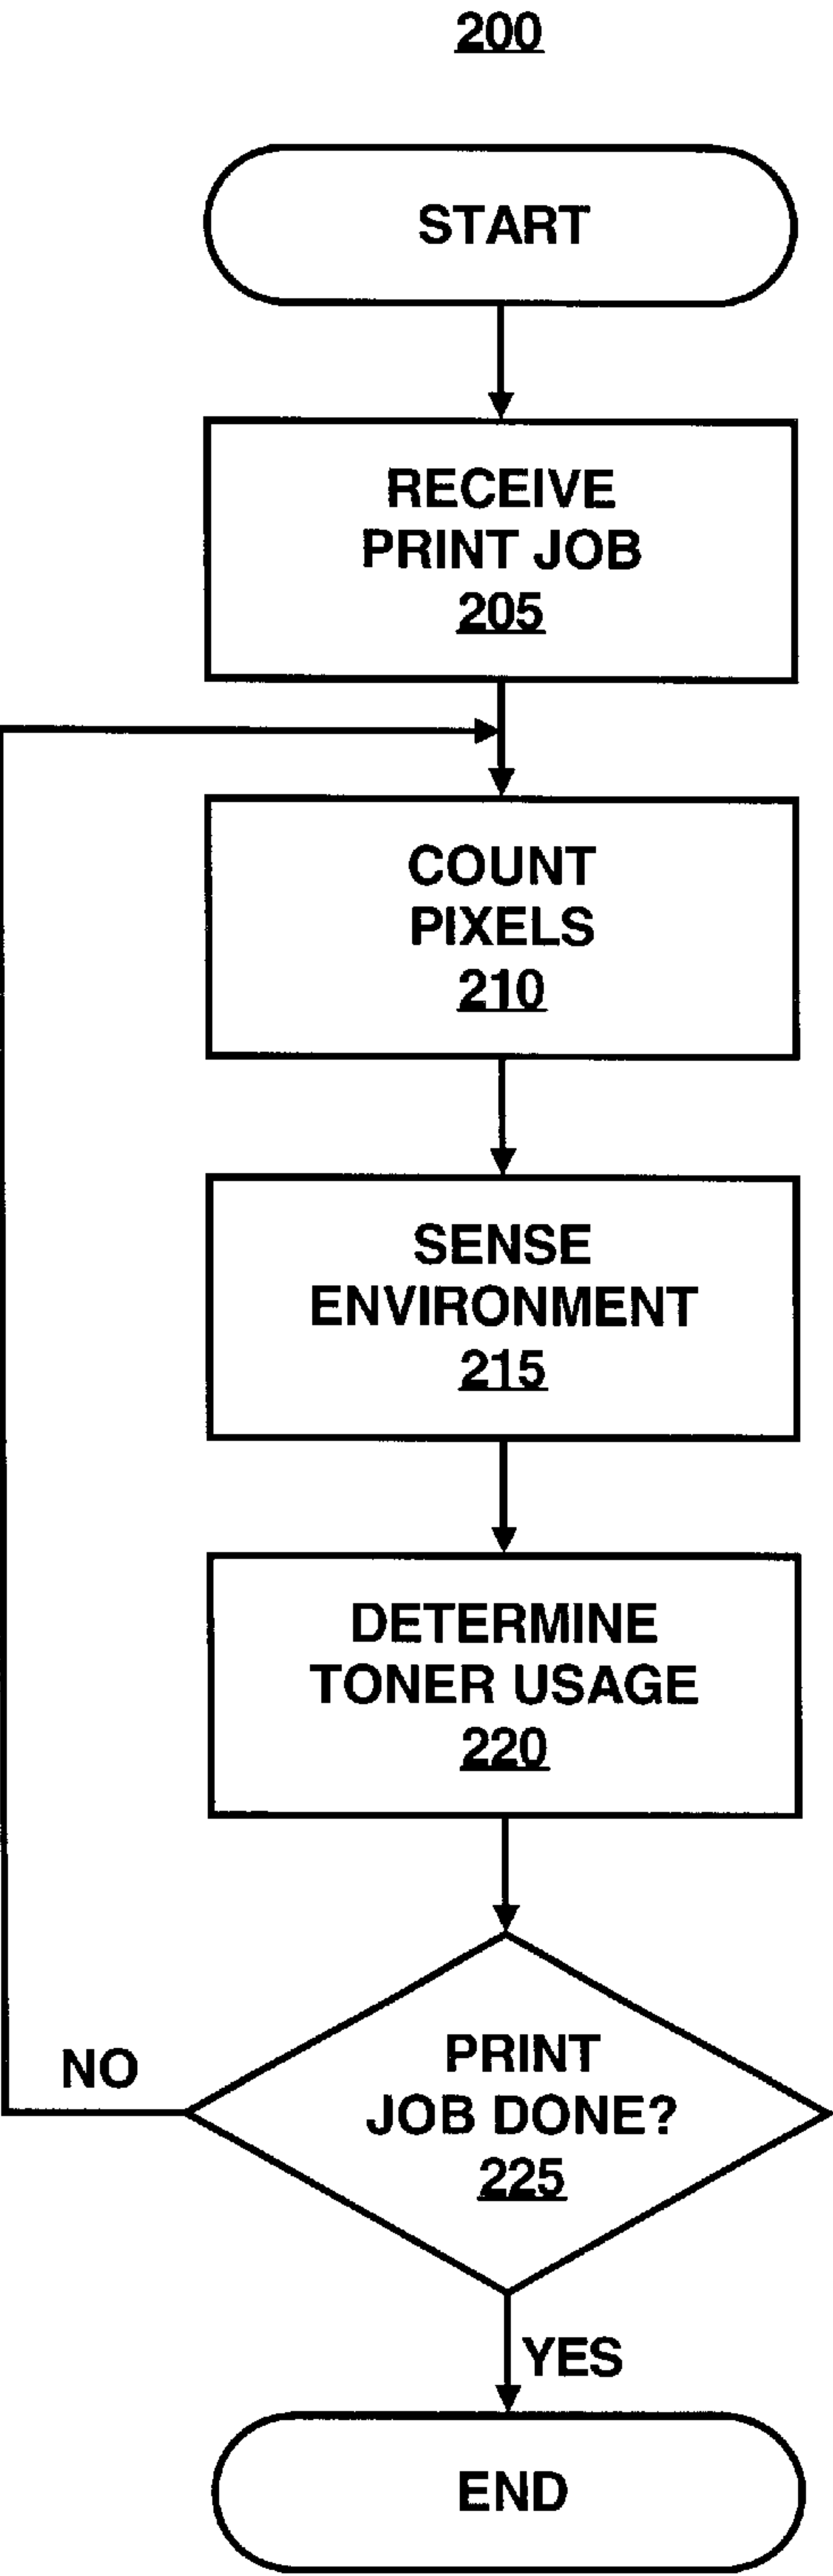 200
START
RECEIVE
PRINT JOB
205
COUNT
PIXELS
210
SENSE
ENVIRONMENT
215
DETERMINE
TONER USAGE
220
PRINT
JOB DONE?
225
NO
YES
END